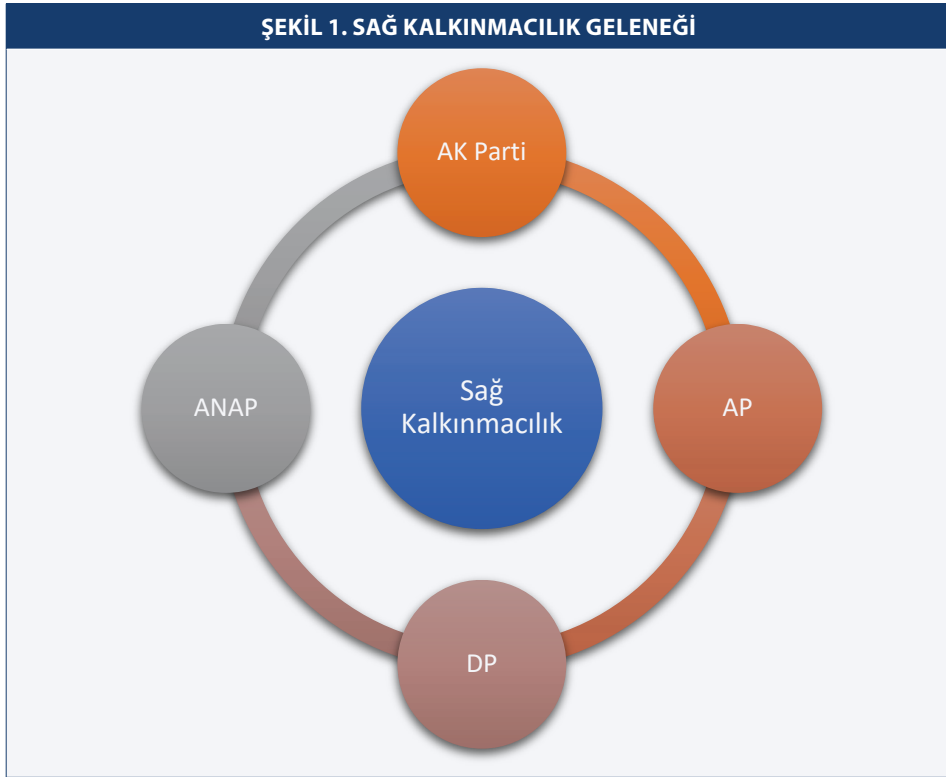 ŞEKİL 1. SAĞ KALKINMACILIK GELENEĞİ
AK Parti
ANAP
Sağ
Kalkınmacılık
AP
DP